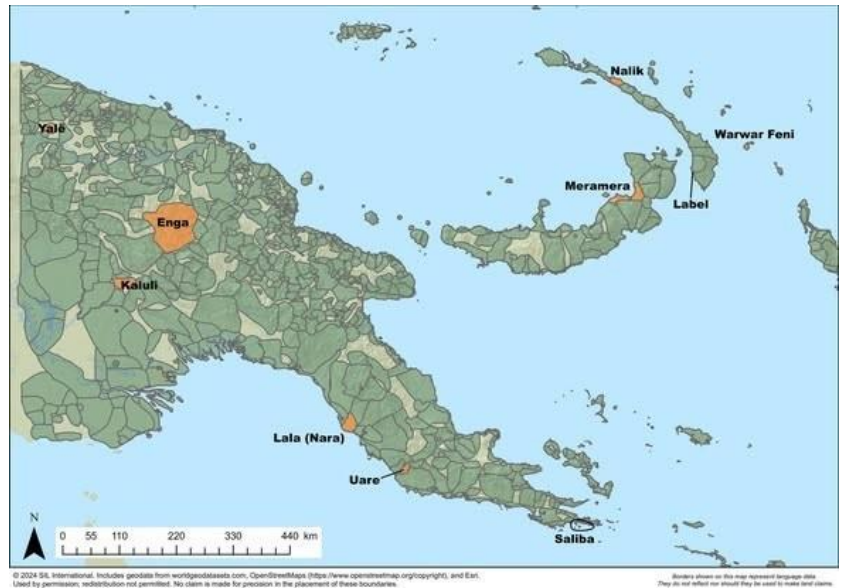 Nalik
Yale
Warwar Feni
Meramera
Label
Enga
Kaluli
Lala (Nara)
Uare
Saliba
N
0 55 110 220 330 440 km
© 2024 SIL International. Includes geodata from worldgeodatasets.com, OpenStreetMaps (https://www.openstreetmap.org/copyright), and Esri.
Used by permission, redistribution not permitted. No claim is made for precision in the placement of these boundaries.
Borders shown on this map represent language data.
They do not reflect nor should they be used to make land claims.